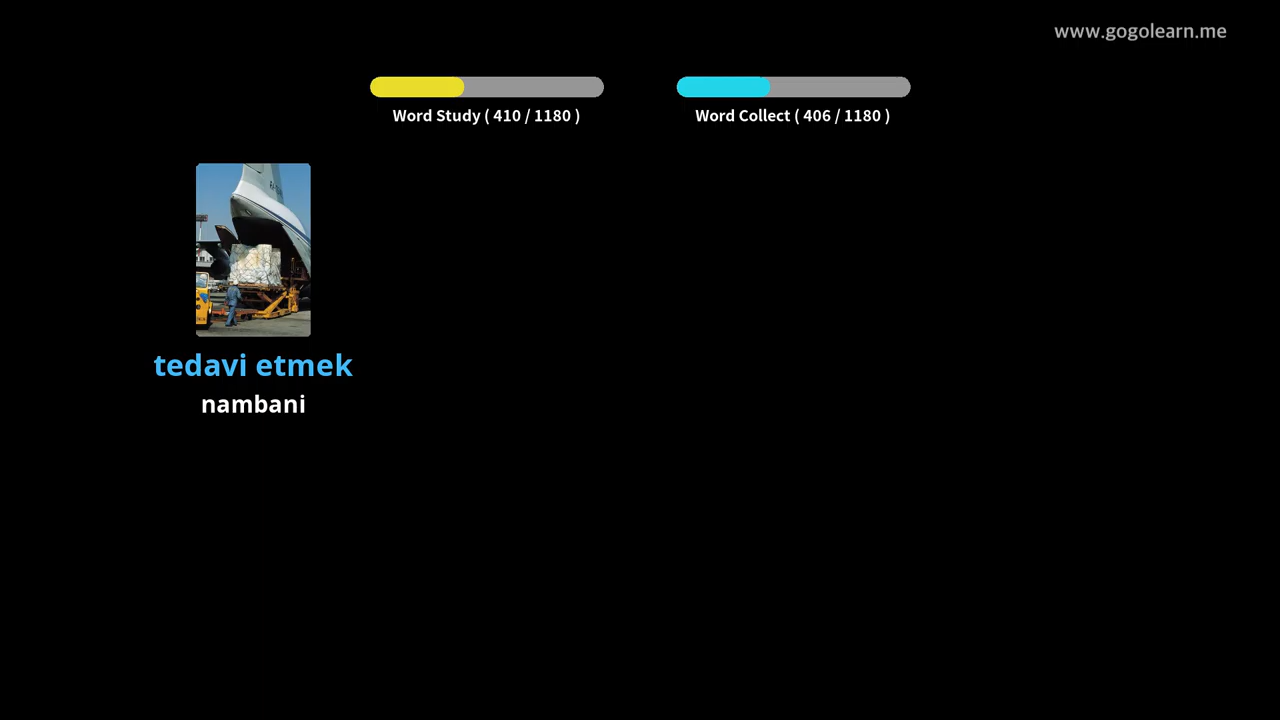 www.gogolearn.me
Word Study ( 410 / 1180 )
Word Collect ( 406 / 1180 )
tedavi etmek
nambani